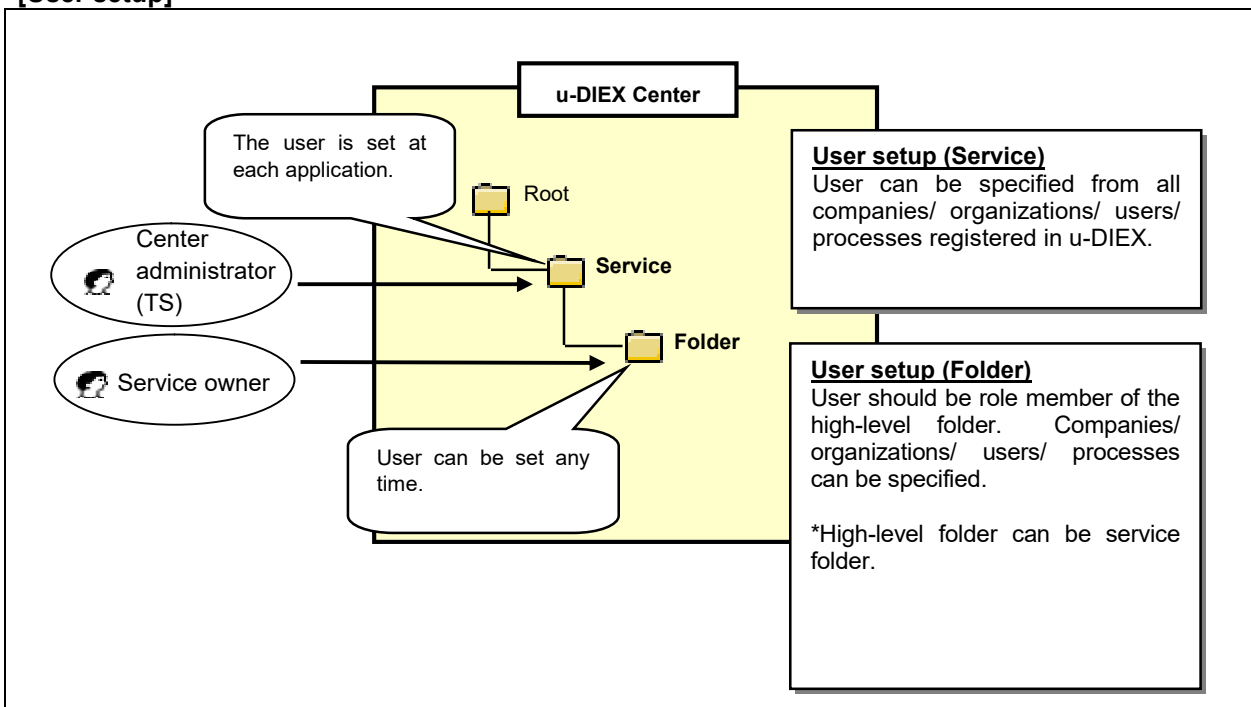 [User setup]
u-DIEX Center
The user is set at
each application.
Root
Service
Folder
Center
administrator
(TS)
Service owner
User can be set any
time.
User setup (Service)
User can be specified from all
companies/ organizations/ users/
processes registered in u-DIEX.
User setup (Folder)
User should be role member of the
high-level folder. Companies/
organizations/ users/ processes
can be specified.
*High-level folder can be service
folder.